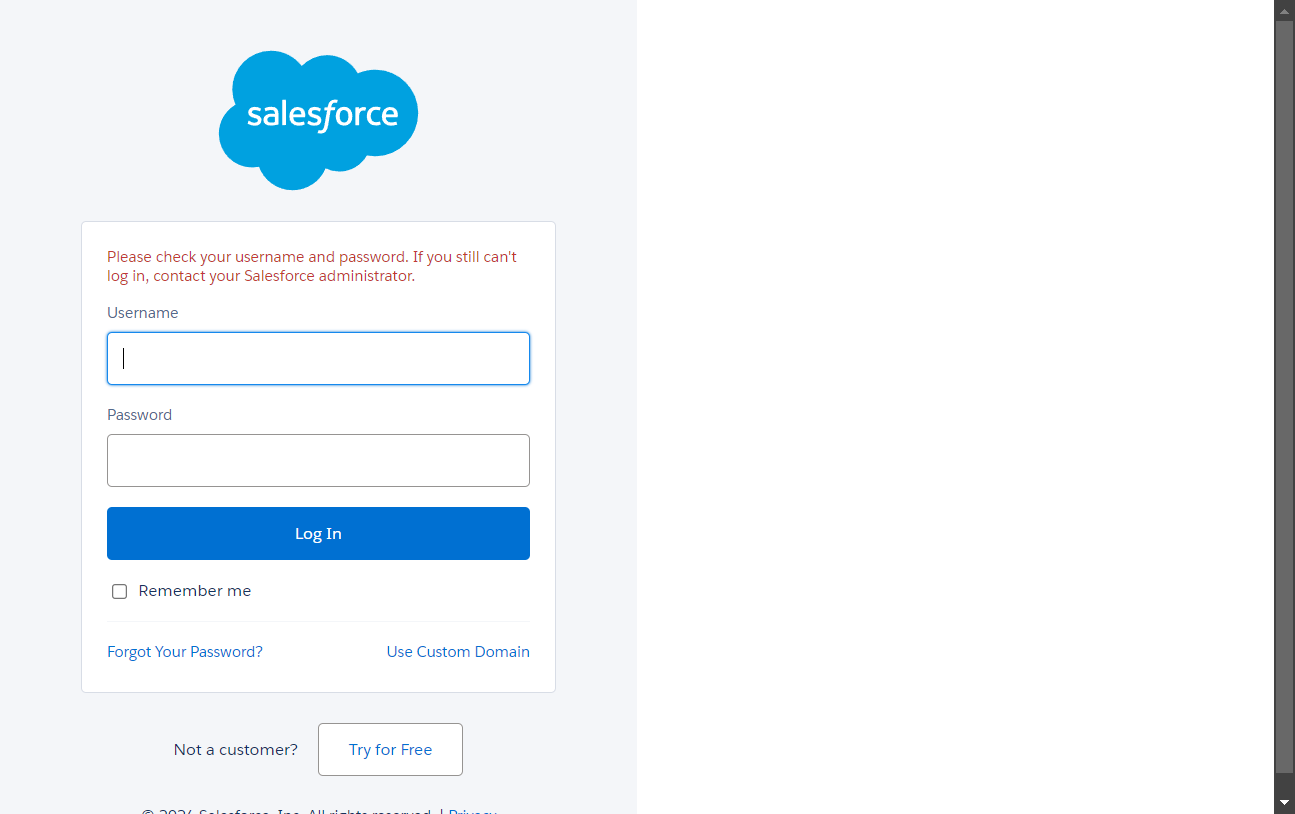 salesforce
Please check your username and password. If you still can't
log in, contact your Salesforce administrator.
Username
Password
Log In
Remember me
Forgot Your Password?
Use Custom Domain
Not a customer?
Try for Free
Salesforce, Inc. All rights reserved. | Privacy